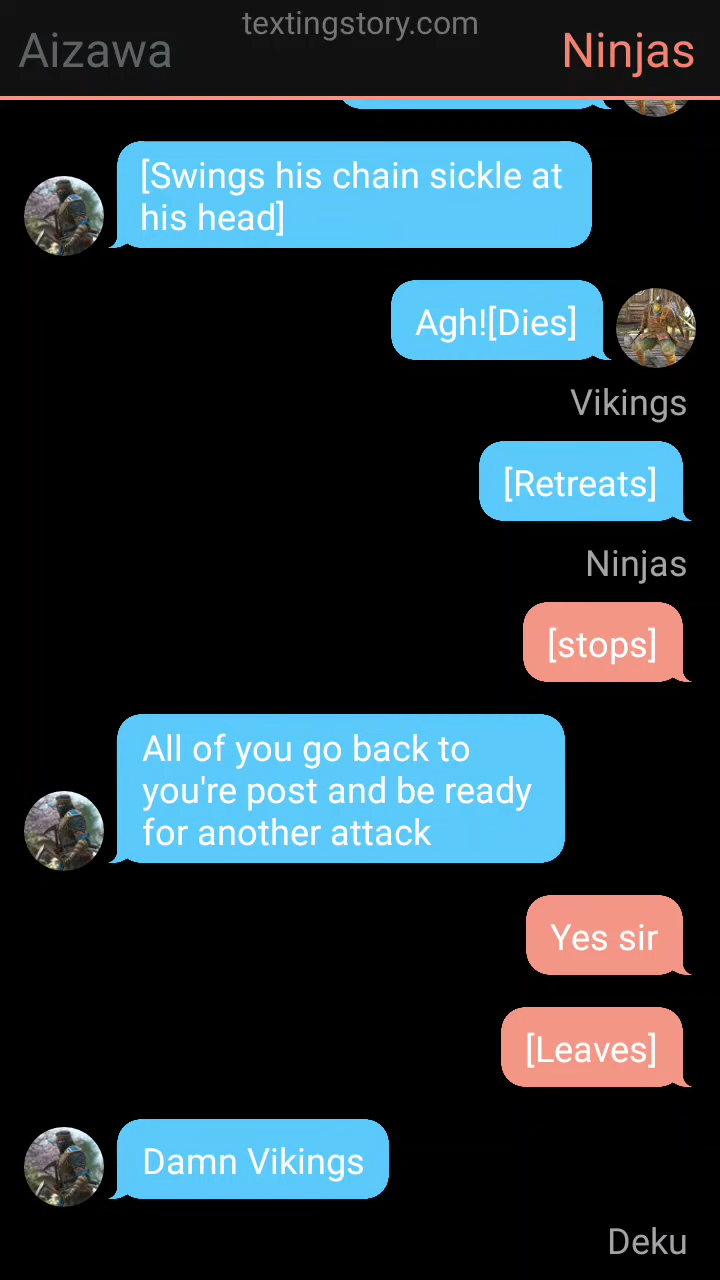 textingstory.com
Aizawa
Ninjas
[Swings his chain sickle at
his head]
Agh![Dies]
Vikings
[Retreats]
Ninjas
[stops]
All of you go back to
you're post and be ready
for another attack
Yes sir
[Leaves]
Damn Vikings
Deku